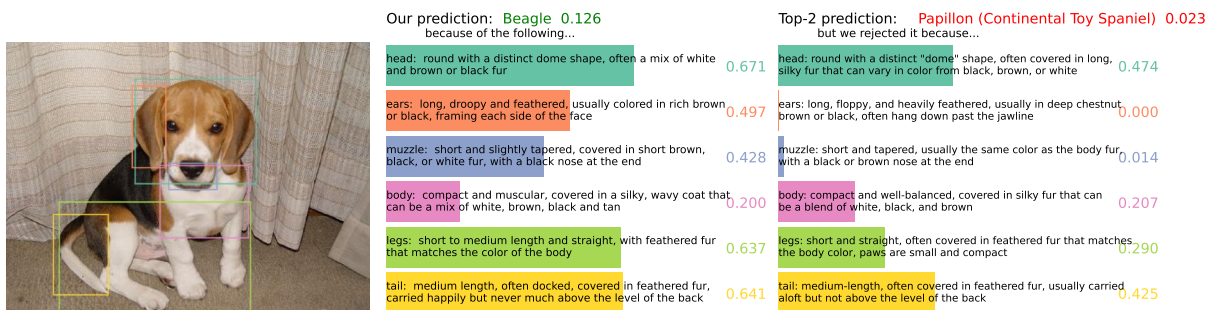 Our prediction: Beagle 0.126
because of the following...
head: round with a distinct dome shape, often a mix of white
and brown or black fur
0.671
ears: long, droopy and feathered, usually colored in rich brown
or black, framing each side of the face
0.497
muzzle: short and slightly tapered, covered in short brown,
black, or white fur, with a black nose at the end
0.428
body: compact and muscular, covered in a silky, wavy coat that
can be a mix of white, brown, black and tan
0.200
legs: short to medium length and straight, with feathered fur
that matches the color of the body
0.637
tail: medium length, often docked, covered in feathered fur,
carried happily but never much above the level of the back
0.641
Top-2 prediction: Papillon (Continental Toy Spaniel) 0.023
but we rejected it because...
head: round with a distinct "dome" shape, often covered in long,
silky fur that can vary in color from black, brown, or white
0.474
ears: long, floppy, and heavily feathered, usually in deep chestnut
brown or black, often hang down past the jawline
0.000
muzzle: short and tapered, usually the same color as the body fur,
with a black or brown nose at the end
0.014
body: compact and well-balanced, covered in silky fur that can
be a blend of white, black, and brown
0.207
legs: short and straight, often covered in feathered fur that matches
the body color, paws are small and compact
0.290
tail: medium-length, often covered in feathered fur, usually carried
aloft but not above the level of the back
0.425